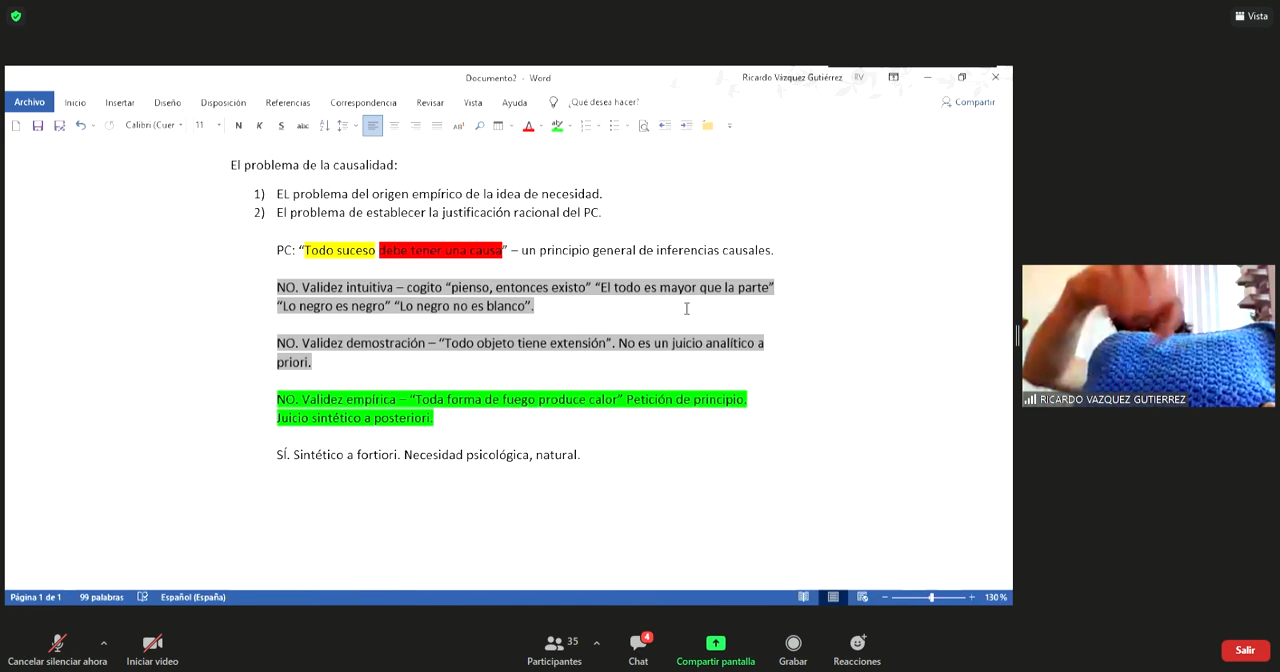 Vista
Documento2 - Word
Ricardo Vázquez Gutiérrez RV
Archivo Inicio Insertar Diseño Disposición Referencias Correspondencia Revisar Vista Ayuda ¿Qué desea hacer? Compartir
Calibri (Cuer 11 N K S abc
El problema de la causalidad:
1) EL problema del origen empírico de la idea de necesidad.
2) El problema de establecer la justificación racional del PC.
PC: “Todo suceso debe tener una causa” – un principio general de inferencias causales.
NO. Validez intuitiva – cogito “pienso, entonces existo” “El todo es mayor que la parte”
“Lo negro es negro” “Lo negro no es blanco”.
NO. Validez demostración – “Todo objeto tiene extensión”. No es un juicio analítico a
priori.
NO. Validez empírica – “Toda forma de fuego produce calor” Petición de principio.
Juicio sintético a posteriori.
SÍ. Sintético a fortiori. Necesidad psicológica, natural.
RICARDO VAZQUEZ GUTIERREZ
Página 1 de 1 99 palabras Español (España) 130 %
35 4
Cancelar silenciar ahora Iniciar video Participantes Chat Compartir pantalla Grabar Reacciones Salir